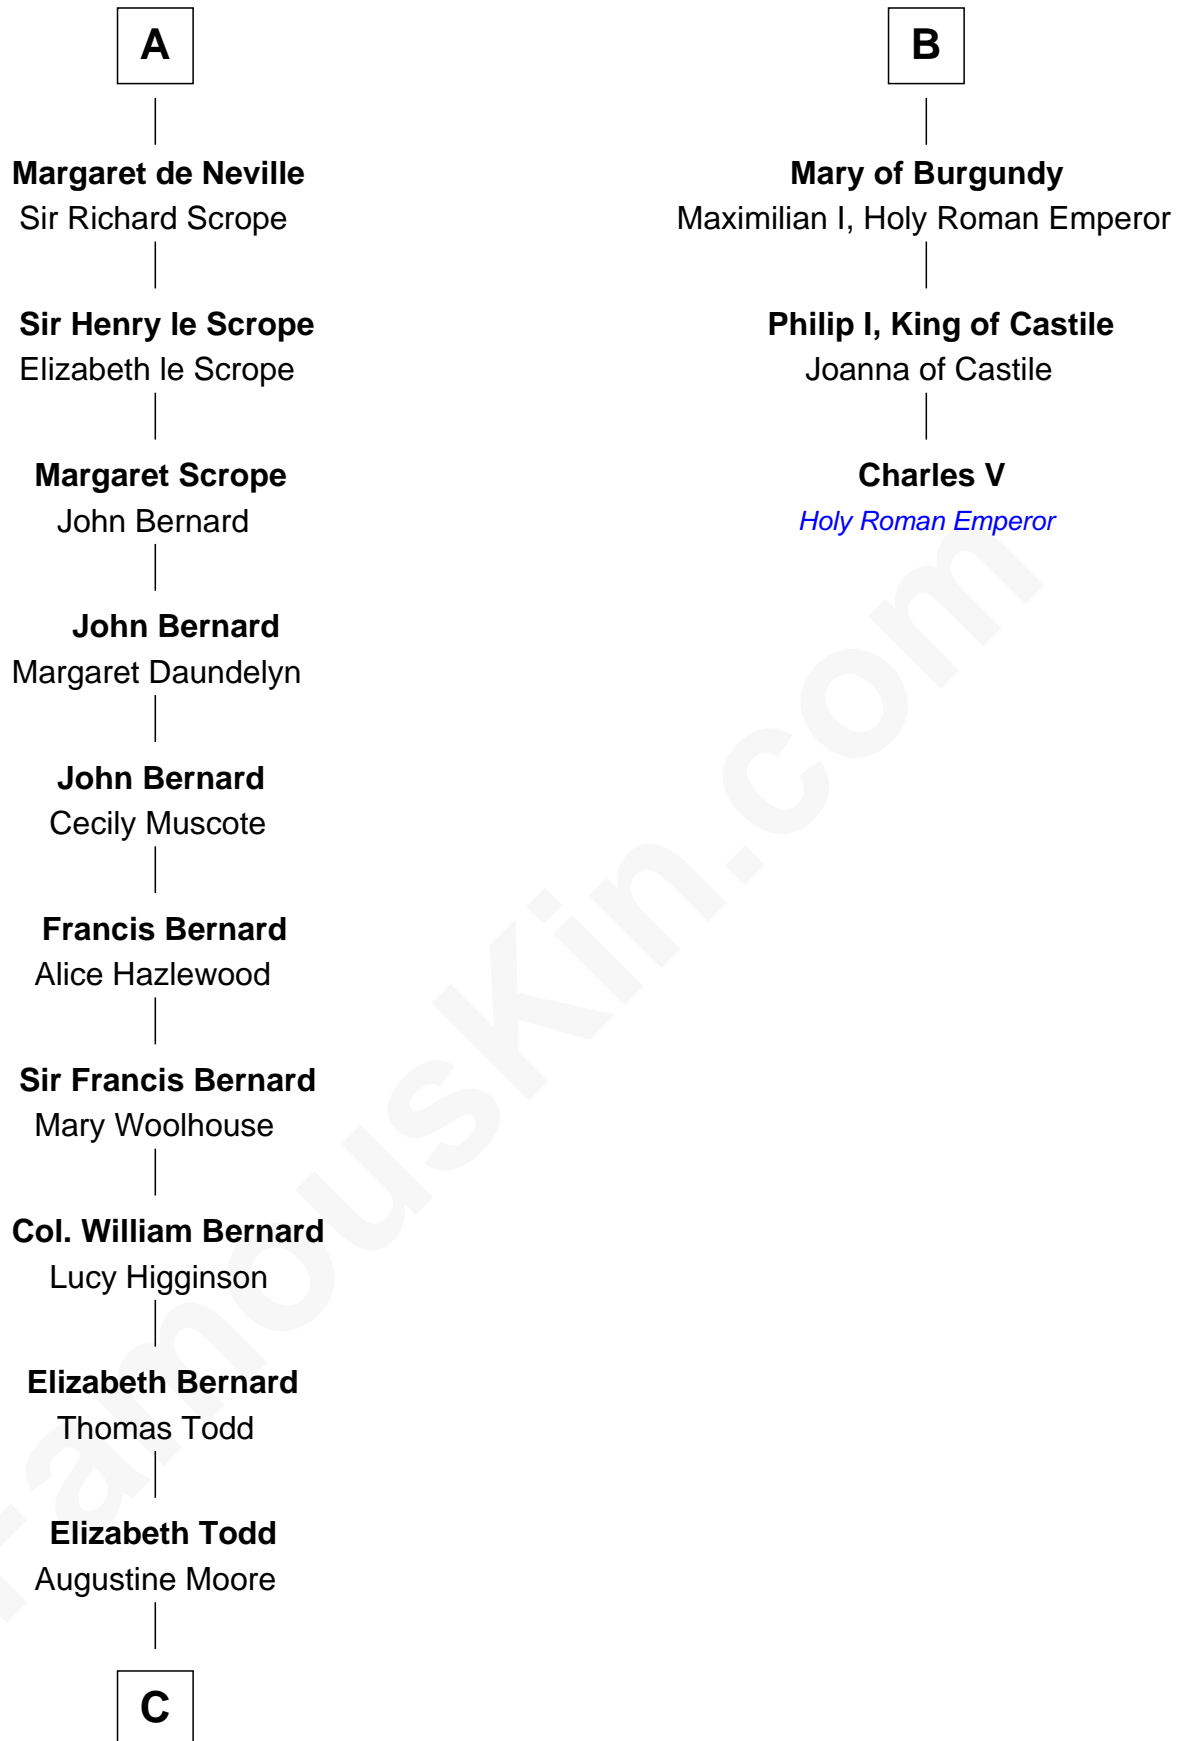 A
Margaret de Neville
Sir Richard Scrope
Sir Henry le Scrope
Elizabeth le Scrope
Margaret Scrope
John Bernard
John Bernard
Margaret Daundelyn
John Bernard
Cecily Muscote
Francis Bernard
Alice Hazlewood
Sir Francis Bernard
Mary Woolhouse
Col. William Bernard
Lucy Higginson
Elizabeth Bernard
Thomas Todd
Elizabeth Todd
Augustine Moore
C
B
Mary of Burgundy
Maximilian I, Holy Roman Emperor
Philip I, King of Castile
Joanna of Castile
Charles V
Holy Roman Emperor
FamousKin.com